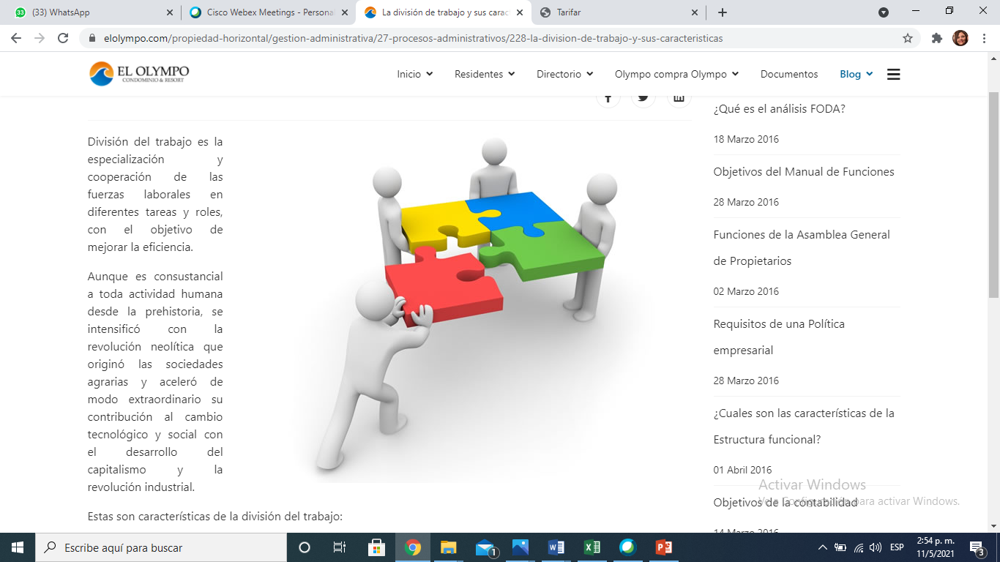 (33) WhatsApp
Cisco Webex Meetings - Persona
La división de trabajo y sus carac
Tarifar
elolympo.com/propiedad-horizontal/gestion-administrativa/27-procesos-administrativos/228-la-division-de-trabajo-y-sus-caracteristicas
EL OLYMPO
CONDOMINIO & RESORT
Inicio
Residentes
Directorio
Olympo compra Olympo
Documentos
Blog
División del trabajo es la
especialización y
cooperación de las
fuerzas laborales en
diferentes tareas y roles,
con el objetivo de
mejorar la eficiencia.
Aunque es consustancial
a toda actividad humana
desde la prehistoria, se
intensificó con la
revolución neolítica que
originó las sociedades
agrarias y aceleró de
modo extraordinario su
contribución al cambio
tecnológico y social con
el desarrollo del
capitalismo y la
revolución industrial.
Estas son características de la división del trabajo:
¿Qué es el análisis FODA?
18 Marzo 2016
Objetivos del Manual de Funciones
28 Marzo 2016
Funciones de la Asamblea General
de Propietarios
02 Marzo 2016
Requisitos de una Política
empresarial
28 Marzo 2016
¿Cuales son las características de la
Estructura funcional?
01 Abril 2016
Objetivos de la contabilidad
14 Marzo 2016
Activar Windows
Ve a Configuración para activar Windows.
Escribe aquí para buscar
1
ESP
2:54 p. m.
11/5/2021
3